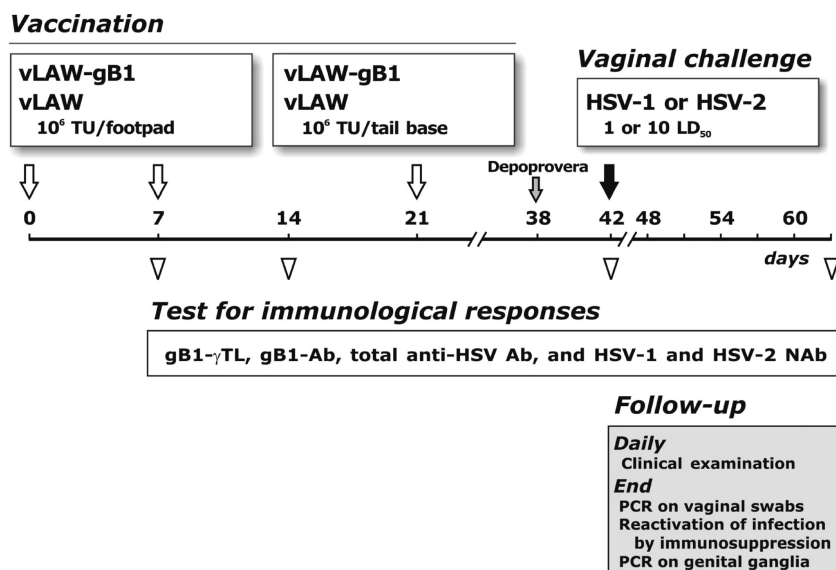 Vaccination
vLAW-gB1
vLAW
10⁶ TU/footpad
vLAW-gB1
vLAW
10⁶ TU/tail base
Vaginal challenge
HSV-1 or HSV-2
1 or 10 LD₅₀
Depoprovera
0 7 14 21 38 42 48 54 60
days
Test for immunological responses
gB1-γTL, gB1-Ab, total anti-HSV Ab, and HSV-1 and HSV-2 NAb
Follow-up
Daily
Clinical examination
End
PCR on vaginal swabs
Reactivation of infection
by immunosuppression
PCR on genital ganglia